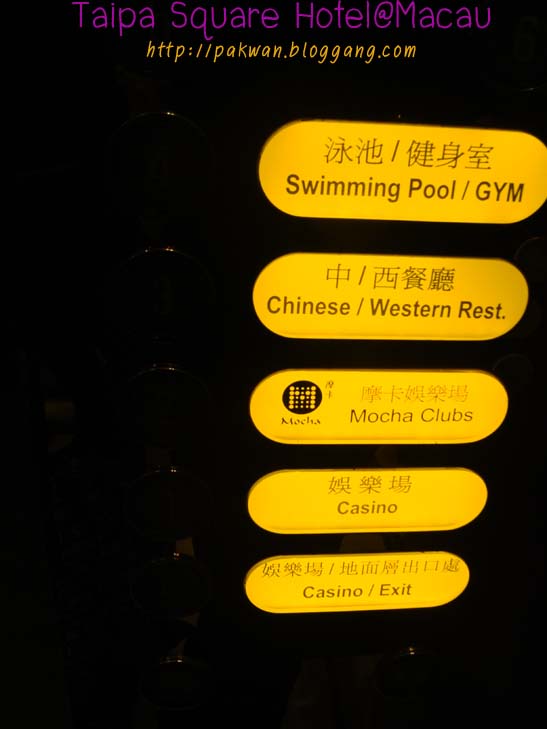 Taipa Square Hotel@Macau
http://pakwan.bloggang.com
泳池 / 健身室
Swimming Pool / GYM
中 / 西餐廳
Chinese / Western Rest.
摩卡
Mocha
摩卡娛樂場
Mocha Clubs
娛樂場
Casino
娛樂場 / 地面層出口處
Casino / Exit